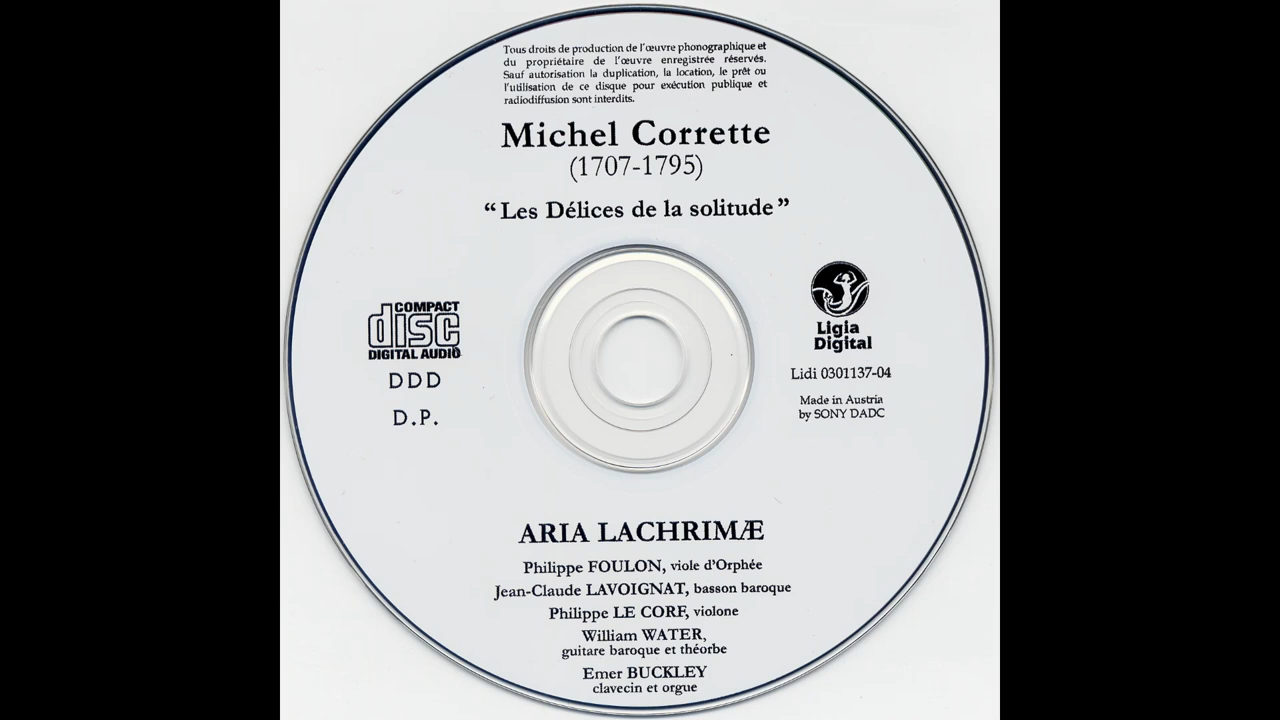 Tous droits de production de l'œuvre phonographique et
du propriétaire de l'œuvre enregistrée réservés.
Sauf autorisation la duplication, la location, le prêt ou
l'utilisation de ce disque pour exécution publique et
radiodiffusion sont interdits.
Michel Corrette
(1707-1795)
“Les Délices de la solitude”
COMPACT
disc
DIGITAL AUDIO
DDD
D.P.
Ligia
Digital
Lidi 0301137-04
Made in Austria
by SONY DADC
ARIA LACHRIMÆ
Philippe FOULON, viole d'Orphée
Jean-Claude LAVOIGNAT, basson baroque
Philippe LE CORF, violone
William WATER,
guitare baroque et théorbe
Emer BUCKLEY
clavecin et orgue